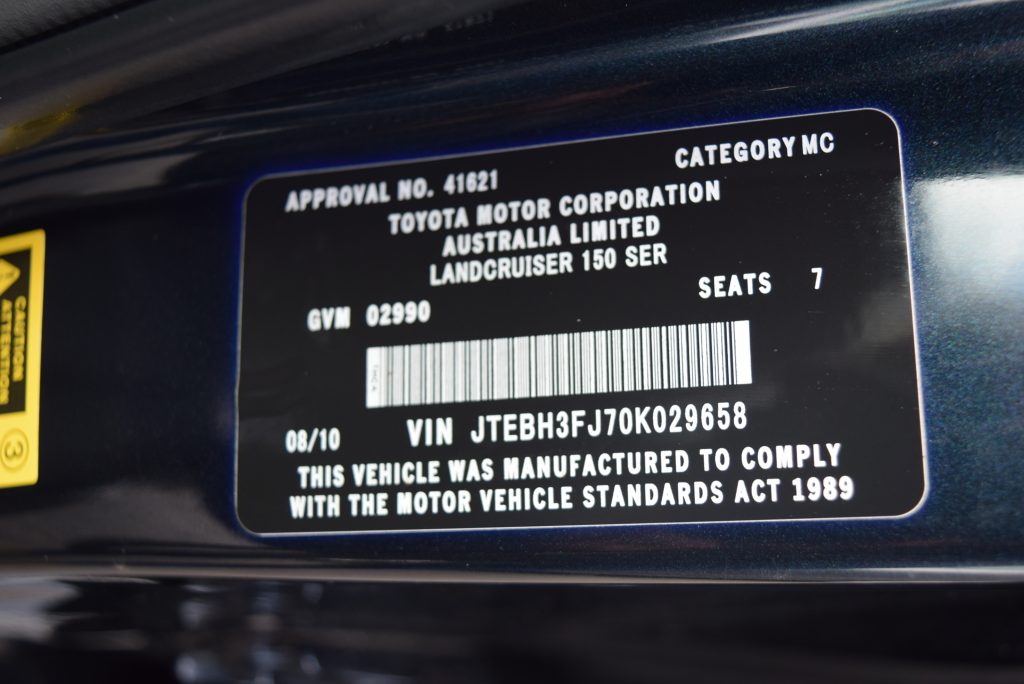 APPROVAL NO. 41621 CATEGORY MC
TOYOTA MOTOR CORPORATION
AUSTRALIA LIMITED
LANDCRUISER 150 SER
GVM 02990 SEATS 7
08/10 VIN JTEBH3FJ70K029658
THIS VEHICLE WAS MANUFACTURED TO COMPLY
WITH THE MOTOR VEHICLE STANDARDS ACT 1989
CAUTION
ATTENTION
3